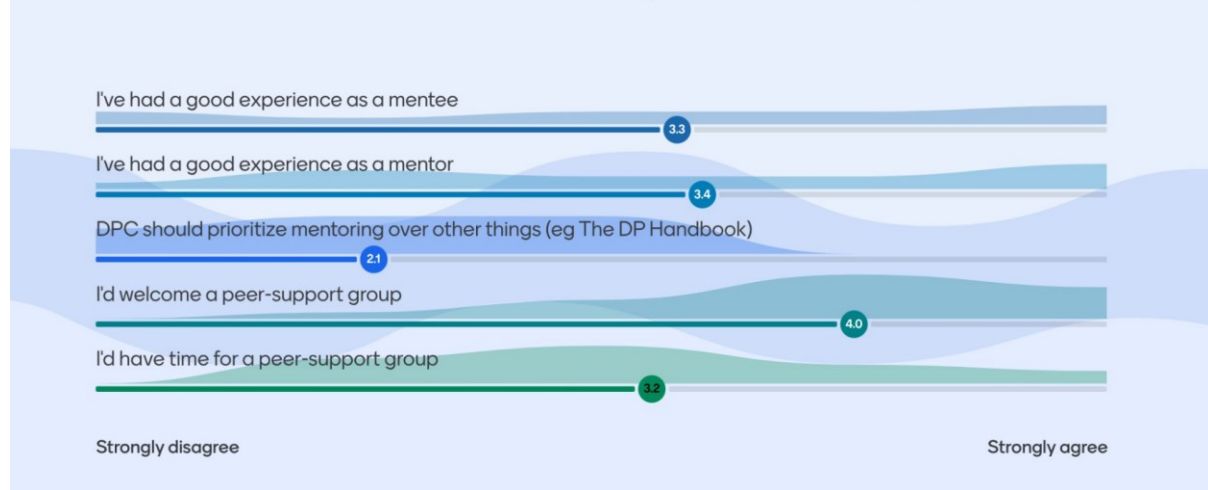 I've had a good experience as a mentee
3.3
I've had a good experience as a mentor
3.4
DPC should prioritize mentoring over other things (eg The DP Handbook)
2.1
I'd welcome a peer-support group
4.0
I'd have time for a peer-support group
3.2
Strongly disagree
Strongly agree